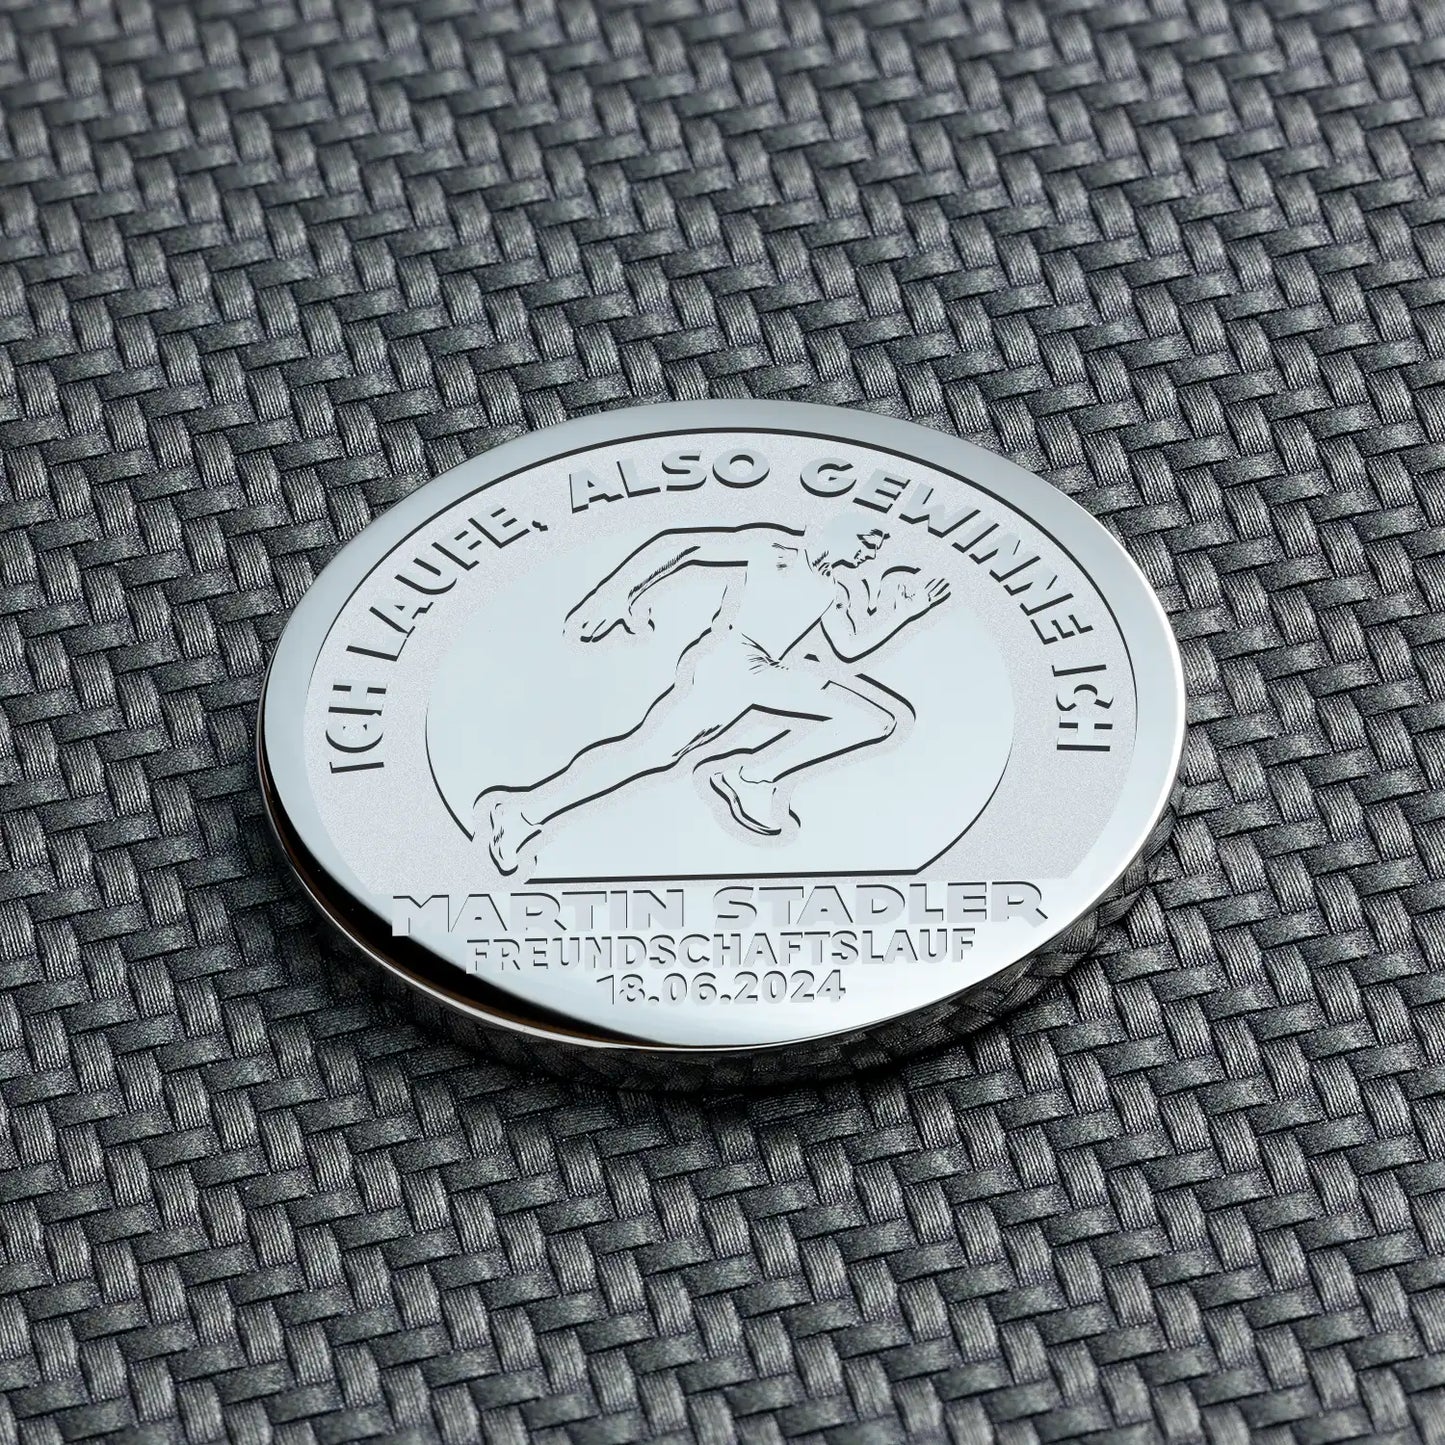 ICH LAUFE, ALSO GEWINNE ICH
MARTIN STADLER
FREUNDSCHAFTSLAUF
18.06.2024